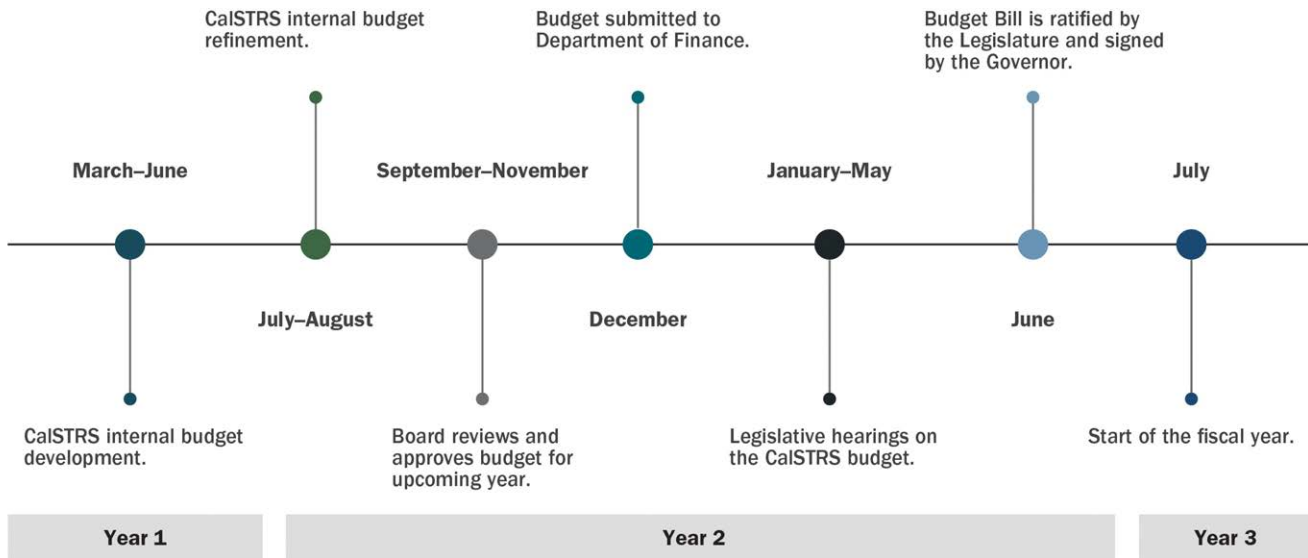 CalSTRS internal budget
refinement.
Budget submitted to
Department of Finance.
Budget Bill is ratified by
the Legislature and signed
by the Governor.
March–June
September–November
January–May
July
July–August
December
June
CalSTRS internal budget
development.
Board reviews and
approves budget for
upcoming year.
Legislative hearings on
the CalSTRS budget.
Start of the fiscal year.
Year 1
Year 2
Year 3